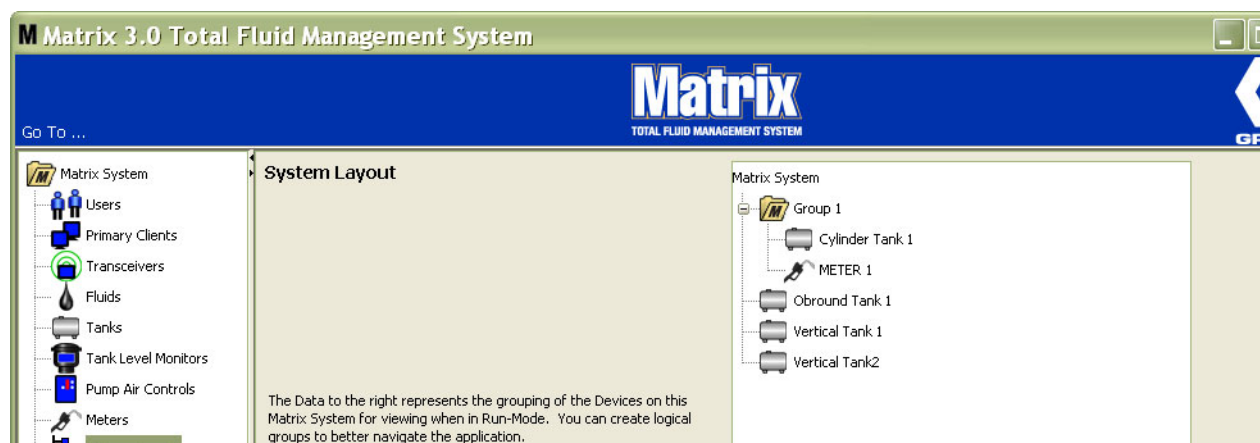 M Matrix 3.0 Total Fluid Management System
Matrix
TOTAL FLUID MANAGEMENT SYSTEM
Go To ...
Matrix System
Users
Primary Clients
Transceivers
Fluids
Tanks
Tank Level Monitors
Pump Air Controls
Meters
System Layout
The Data to the right represents the grouping of the Devices on this
Matrix System for viewing when in Run-Mode. You can create logical
groups to better navigate the application.
Matrix System
Group 1
Cylinder Tank 1
METER 1
Obround Tank 1
Vertical Tank 1
Vertical Tank2